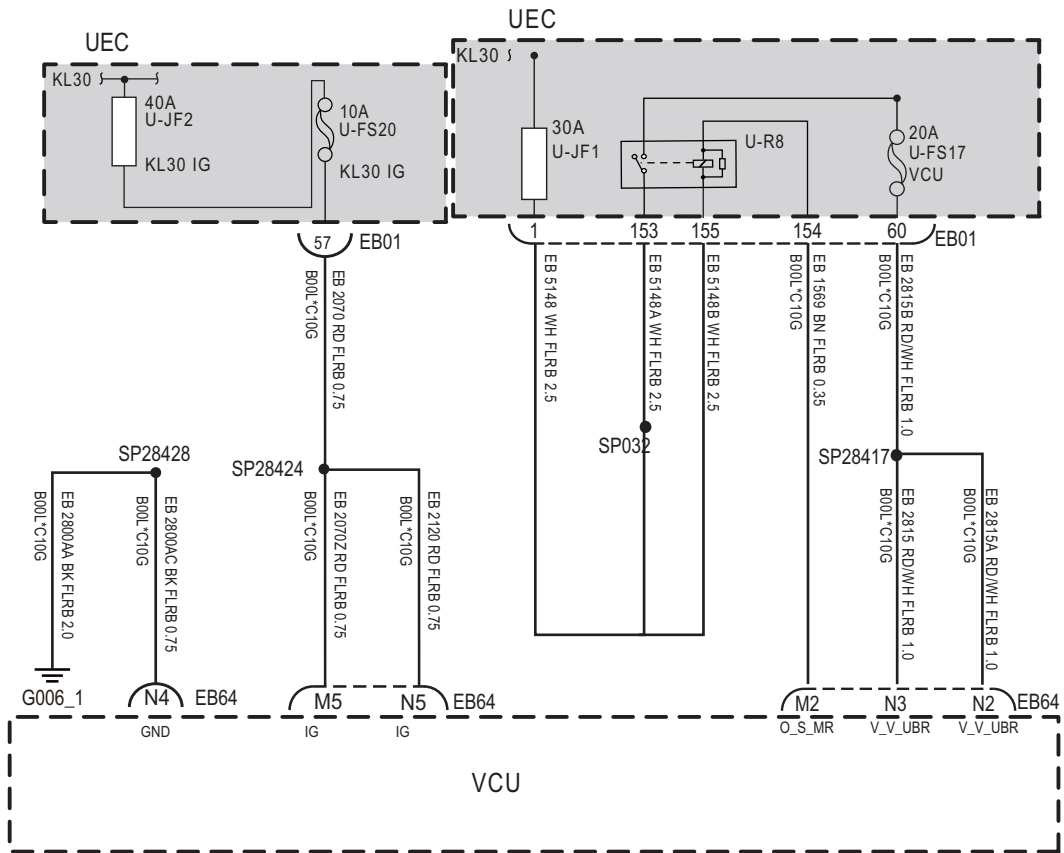 UEC
UEC
KL30
40A
U-JF2
KL30 IG
10A
U-FS20
KL30 IG
KL30
30A
U-JF1
U-R8
20A
U-FS17
VCU
57
EB01
1
153
155
154
60
EB01
EB 2070 RD FLRB 0.75
B00L*C10G
EB 5148 WH FLRB 2.5
EB 5148A WH FLRB 2.5
EB 5148B WH FLRB 2.5
EB 1569 BN FLRB 0.35
B00L*C10G
EB 2815B RD/WH FLRB 1.0
B00L*C10G
SP28428
SP28424
SP032
SP28417
EB 2800AA BK FLRB 2.0
B00L*C10G
EB 2800AC BK FLRB 0.75
B00L*C10G
EB 2070Z RD FLRB 0.75
B00L*C10G
EB 2120 RD FLRB 0.75
B00L*C10G
EB 2815 RD/WH FLRB 1.0
B00L*C10G
EB 2815A RD/WH FLRB 1.0
B00L*C10G
G006_1
N4
EB64
M5
N5
EB64
M2
N3
N2
EB64
GND
IG
IG
O_S_MR
V_V_UBR
V_V_UBR
VCU